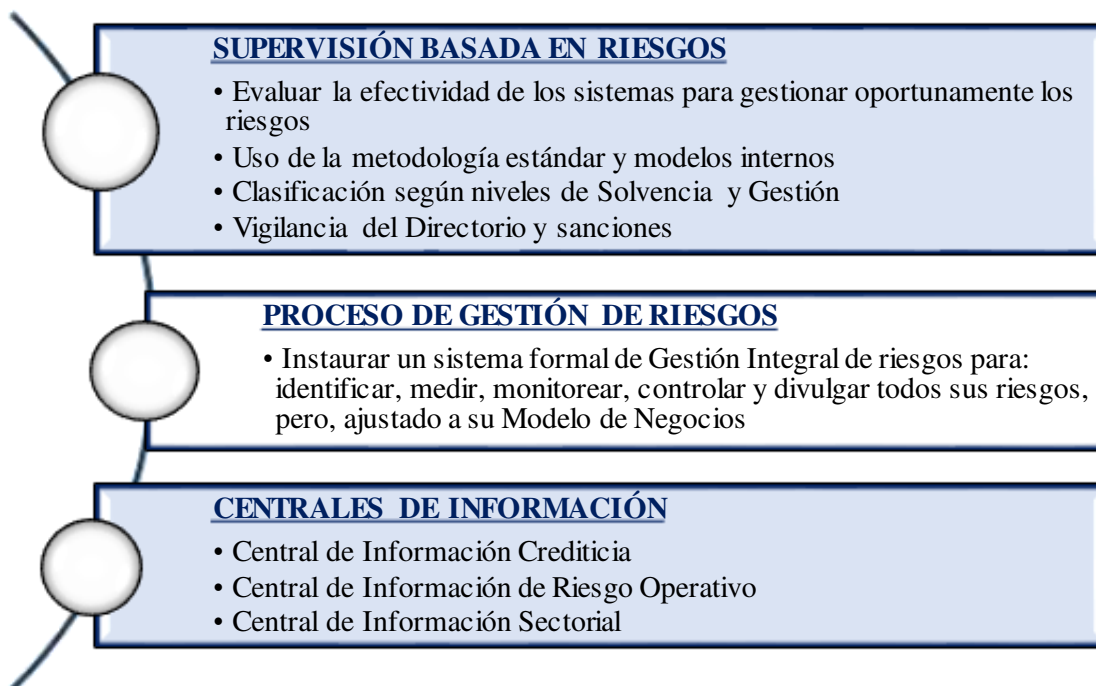 SUPERVISIÓN BASADA EN RIESGOS
• Evaluar la efectividad de los sistemas para gestionar oportunamente los
riesgos
• Uso de la metodología estándar y modelos internos
• Clasificación según niveles de Solvencia y Gestión
• Vigilancia del Directorio y sanciones
PROCESO DE GESTIÓN DE RIESGOS
• Instaurar un sistema formal de Gestión Integral de riesgos para:
identificar, medir, monitorear, controlar y divulgar todos sus riesgos,
pero, ajustado a su Modelo de Negocios
CENTRALES DE INFORMACIÓN
• Central de Información Crediticia
• Central de Información de Riesgo Operativo
• Central de Información Sectorial